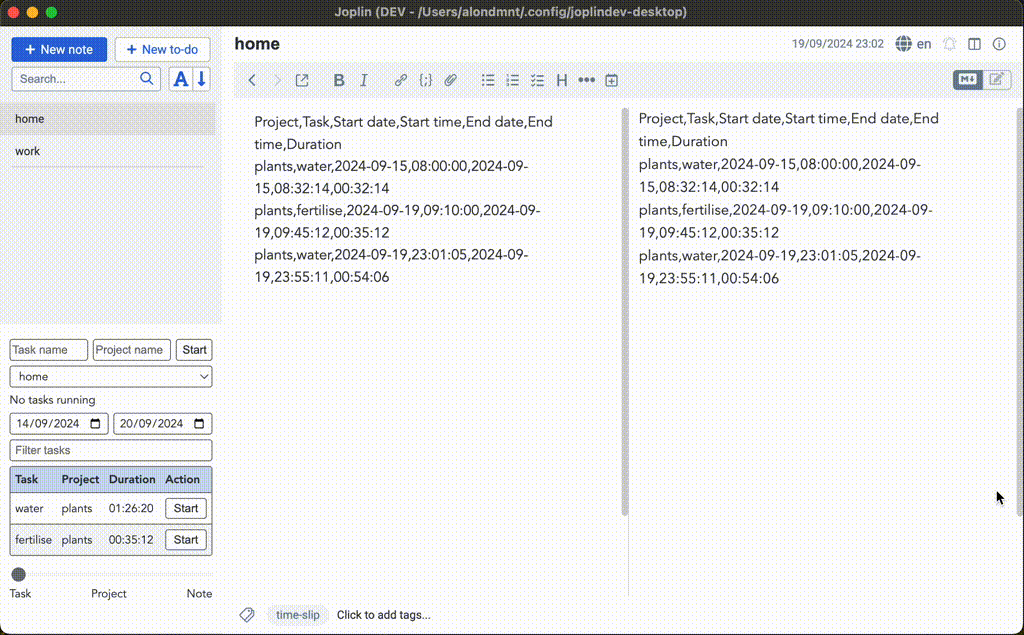 Joplin (DEV - /Users/alondmnt/.config/joplindev-desktop)
+ New note
+ New to-do
Search...
A
home
work
Task name
Project name
Start
home
No tasks running
14/09/2024
20/09/2024
Filter tasks
Task Project Duration Action
water plants 01:26:20 Start
fertilise plants 00:35:12 Start
Task Project Note
home
19/09/2024 23:02
en
B I H
M
Project,Task,Start date,Start time,End date,End
time,Duration
plants,water,2024-09-15,08:00:00,2024-09-
15,08:32:14,00:32:14
plants,fertilise,2024-09-19,09:10:00,2024-09-
19,09:45:12,00:35:12
plants,water,2024-09-19,23:01:05,2024-09-
19,23:55:11,00:54:06
Project,Task,Start date,Start time,End date,End
time,Duration
plants,water,2024-09-15,08:00:00,2024-09-
15,08:32:14,00:32:14
plants,fertilise,2024-09-19,09:10:00,2024-09-
19,09:45:12,00:35:12
plants,water,2024-09-19,23:01:05,2024-09-
19,23:55:11,00:54:06
time-slip
Click to add tags...